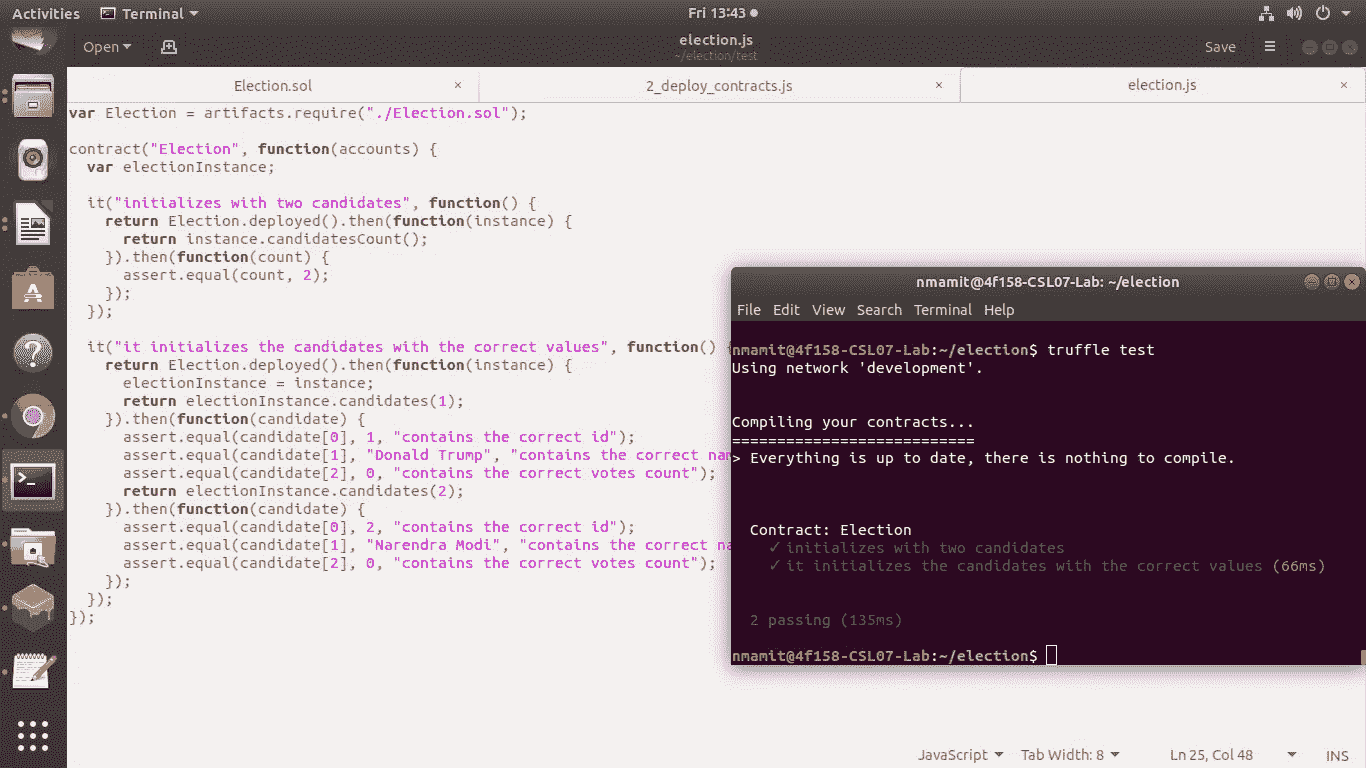 Activities Terminal Fri 13:43
Open election.js Save
~/election/test
Election.sol 2_deploy_contracts.js election.js
var Election = artifacts.require("./Election.sol");
contract("Election", function(accounts) {
var electionInstance;
it("initializes with two candidates", function() {
return Election.deployed().then(function(instance) {
return instance.candidatesCount();
}).then(function(count) {
assert.equal(count, 2);
});
});
it("it initializes the candidates with the correct values", function() {
return Election.deployed().then(function(instance) {
electionInstance = instance;
return electionInstance.candidates(1);
}).then(function(candidate) {
assert.equal(candidate[0], 1, "contains the correct id");
assert.equal(candidate[1], "Donald Trump", "contains the correct nam
assert.equal(candidate[2], 0, "contains the correct votes count");
return electionInstance.candidates(2);
}).then(function(candidate) {
assert.equal(candidate[0], 2, "contains the correct id");
assert.equal(candidate[1], "Narendra Modi", "contains the correct na
assert.equal(candidate[2], 0, "contains the correct votes count");
});
});
});
nmamit@4f158-CSL07-Lab: ~/election
File Edit View Search Terminal Help
nmamit@4f158-CSL07-Lab:~/election$ truffle test
Using network 'development'.
Compiling your contracts...
===========================
> Everything is up to date, there is nothing to compile.
Contract: Election
✓ initializes with two candidates
✓ it initializes the candidates with the correct values (66ms)
2 passing (135ms)
nmamit@4f158-CSL07-Lab:~/election$
JavaScript Tab Width: 8 Ln 25, Col 48 INS